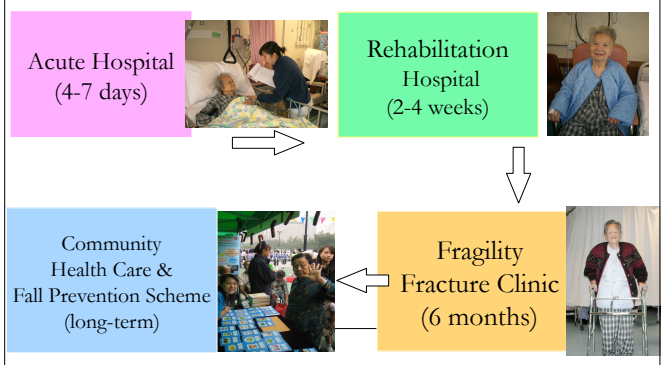 Acute Hospital
(4-7 days)
Rehabilitation
Hospital
(2-4 weeks)
Fragility
Fracture Clinic
(6 months)
Community
Health Care &
Fall Prevention Scheme
(long-term)